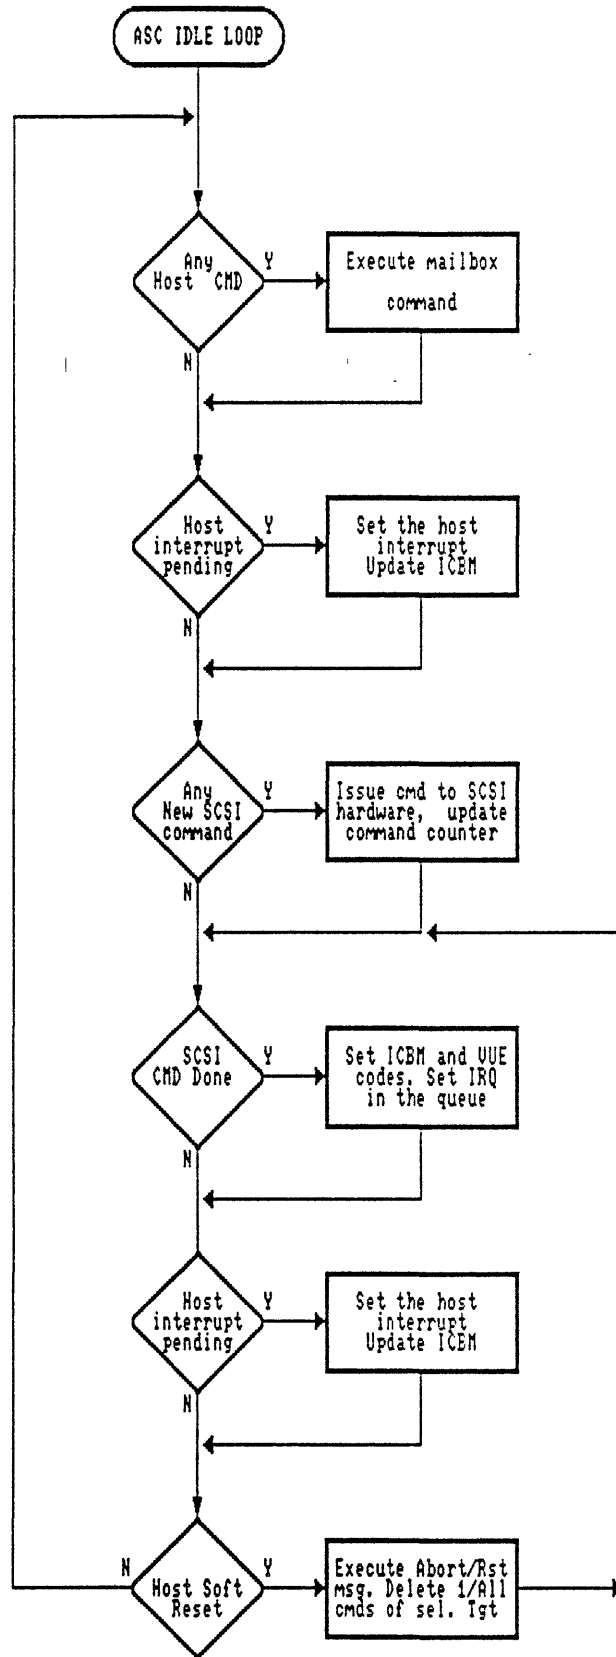 ASC IDLE LOOP
Any
Host CMD
Y
Execute mailbox
command
N
Host
interrupt
pending
Y
Set the host
interrupt
Update ICBM
N
Any
New SCSI
command
Y
Issue cmd to SCSI
hardware, update
command counter
N
SCSI
CMD Done
Y
Set ICBM and VUE
codes. Set IRQ
in the queue
N
Host
interrupt
pending
Y
Set the host
interrupt
Update ICBM
N
N
Host Soft
Reset
Y
Execute Abort/Rst
msg. Delete 1/All
cmds of sel. Tgt